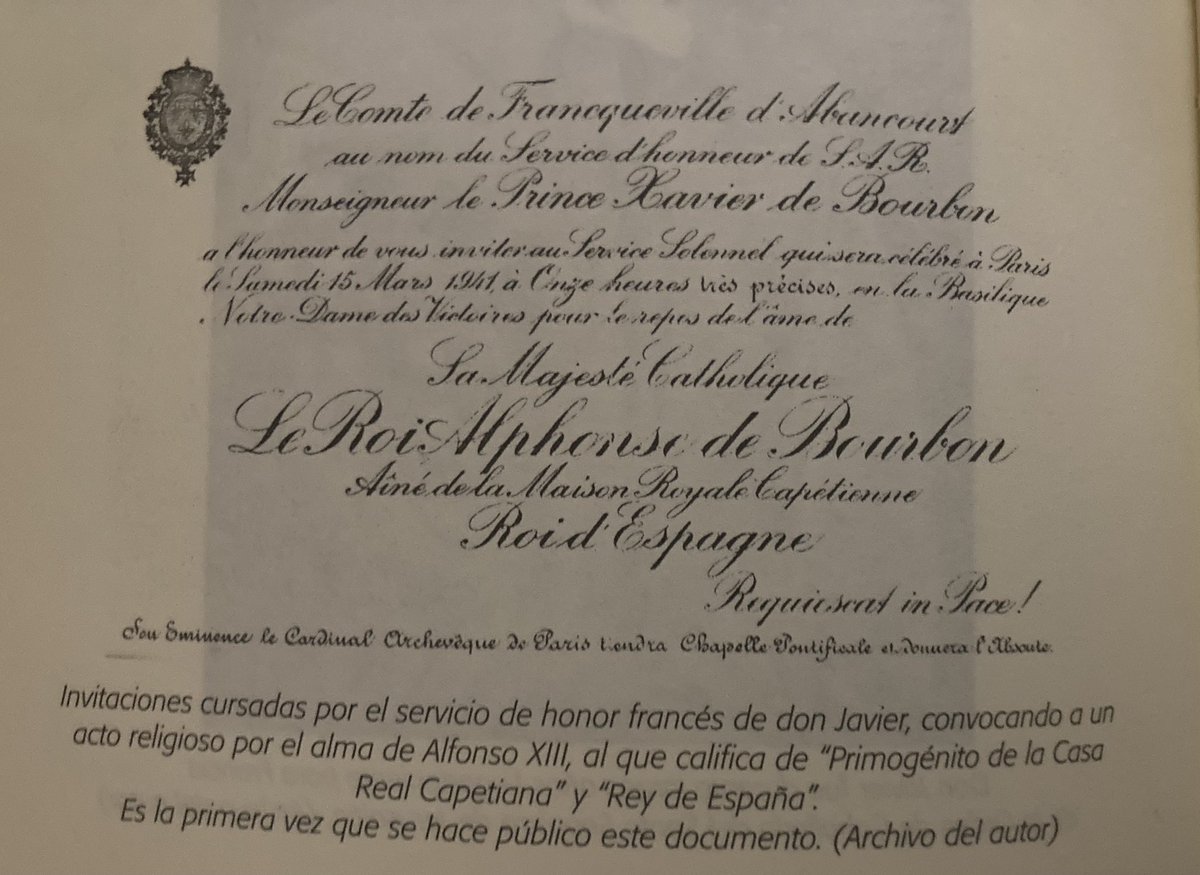 Le Comte de Francqueville d'Abancourt
au nom du Service d'honneur de S.A.R.
Monseigneur le Prince Xavier de Bourbon
a l'honneur de vous inviter au Service Solennel qui sera célébré à Paris
le Samedi 15 Mars 1941, à Onze heures très précises, en la Basilique
Notre-Dame des Victoires pour le repos de l'âme de
Sa Majesté Catholique
Le Roi Alphonse de Bourbon
Aîné de la Maison Royale Capétienne
Roi d'Espagne
Requiescat in Pace!
Son Eminence le Cardinal Archevêque de Paris tiendra Chapelle Pontificale et donnera l'Absoute.
Invitaciones cursadas por el servicio de honor francés de don Javier, convocando a un
acto religioso por el alma de Alfonso XIII, al que califica de "Primogénito de la Casa
Real Capetiana" y "Rey de España".
Es la primera vez que se hace público este documento. (Archivo del autor)